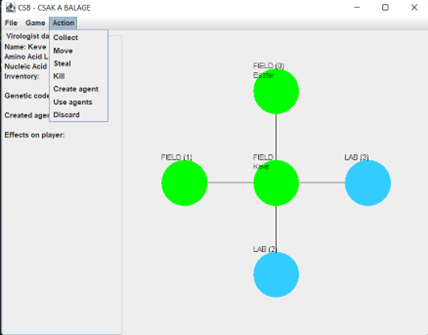 CSB - CSAK A BALAGE
File Game Action
Virologist da
Name: Keve
Amino Acid L
Nucleic Acid
Inventory:
Genetic code
Created age
Effects on player:
Collect
Move
Steal
Kill
Create agent
Use agents
Discard
FIELD (0)
Eszter
FIELD (1)
FIELD
Keve
LAB (3)
LAB (2)